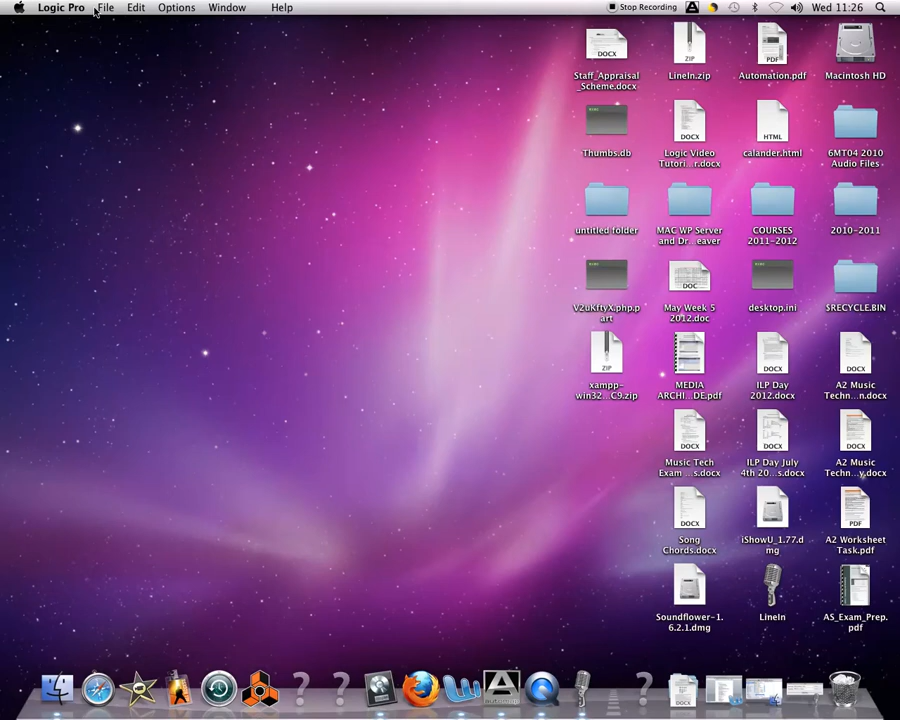 Logic Pro File Edit Options Window Help Stop Recording Wed 11:26
Staff_Appraisal
_Scheme.docx
LineIn.zip
Automation.pdf
Macintosh HD
Thumbs.db
Logic Video
Tutori...r.docx
calander.html
6MT04 2010
Audio Files
untitled folder
MAC WP Server
and Dr...eaver
COURSES
2011-2012
2010-2011
V2uKftyX.php.p
art
May Week 5
2012.doc
desktop.ini
$RECYCLE.BIN
xampp-
win32...C9.zip
MEDIA
ARCHI...DE.pdf
ILP Day
2012.docx
A2 Music
Techn...n.docx
Music Tech
Exam ...s.docx
ILP Day July
4th 20...s.docx
A2 Music
Techn...y.docx
Song
Chords.docx
iShowU_1.77.d
mg
A2 Worksheet
Task.pdf
Soundflower-1.
6.2.1.dmg
LineIn
AS_Exam_Prep.
pdf
DOCX
ZIP
PDF
DOCX
HTML
DOC
ZIP
DOCX
DOCX
DOCX
DOCX
DOCX
DOCX
PDF
DOCX